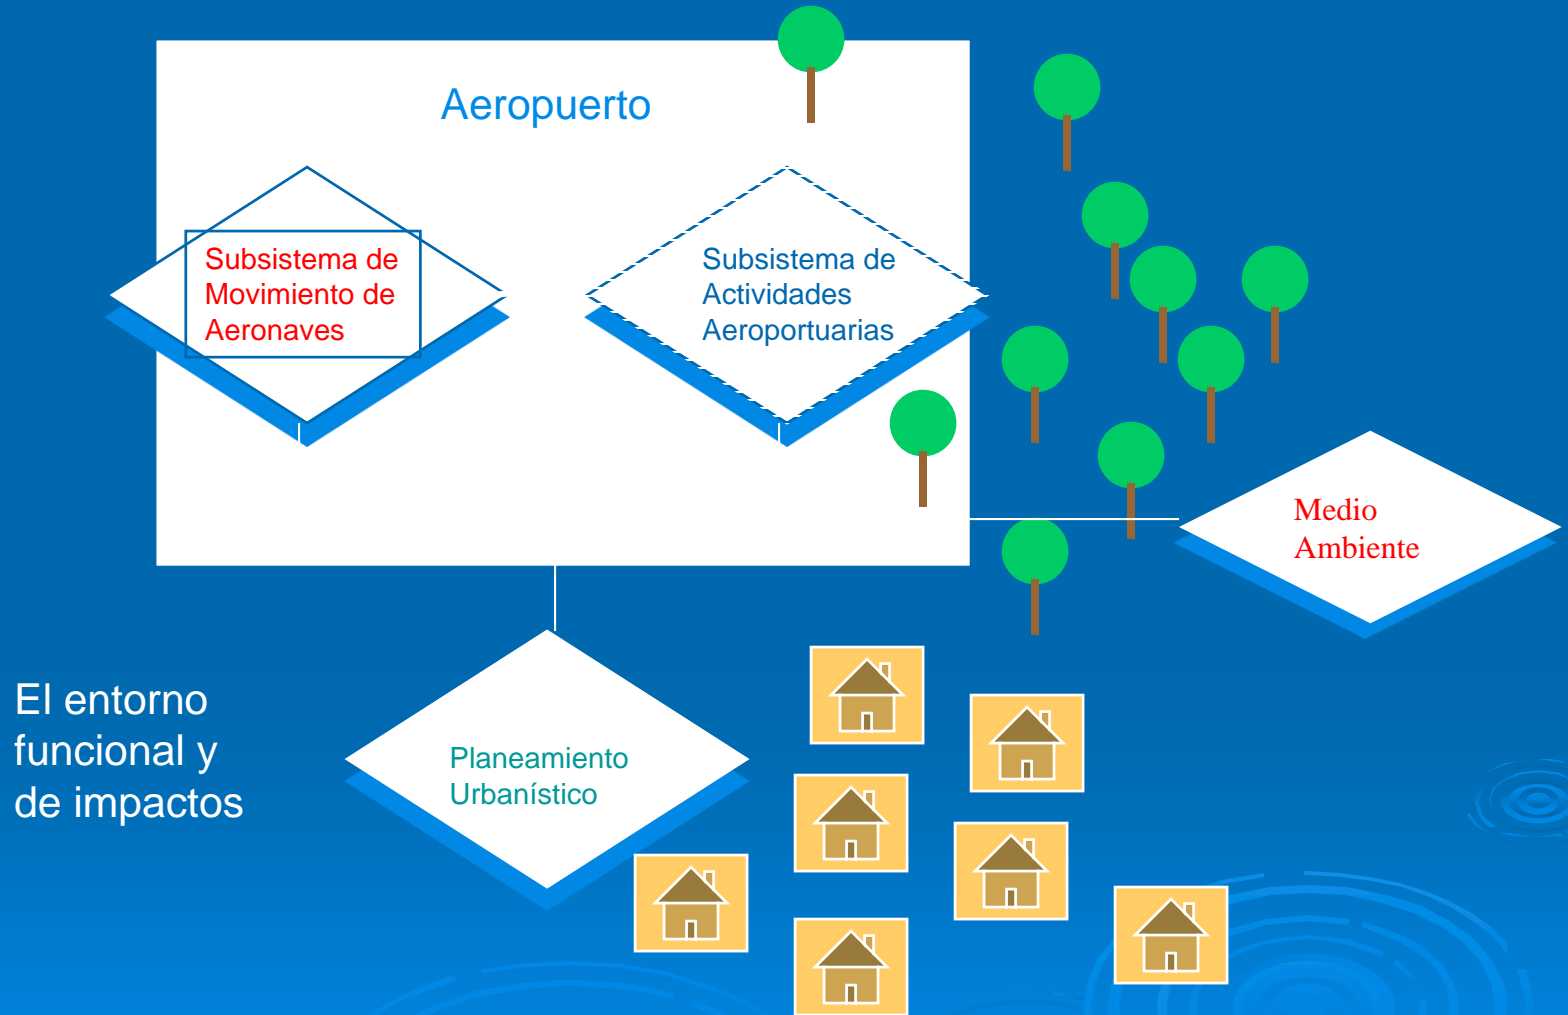 Aeropuerto
Subsistema de
Movimiento de
Aeronaves
Subsistema de
Actividades
Aeroportuarias
Medio
Ambiente
El entorno
funcional y
de impactos
Planeamiento
Urbanístico